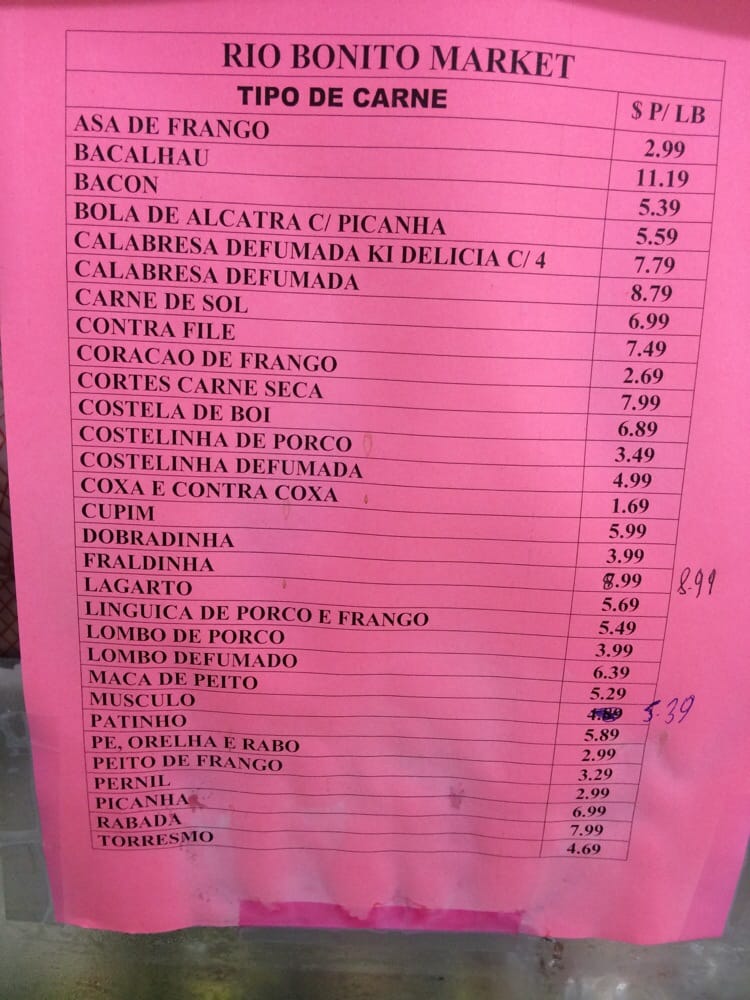 RIO BONITO MARKET
TIPO DE CARNE $ P/ LB
ASA DE FRANGO 2.99
BACALHAU 11.19
BACON 5.39
BOLA DE ALCATRA C/ PICANHA 5.59
CALABRESA DEFUMADA KI DELICIA C/ 4 7.79
CALABRESA DEFUMADA 8.79
CARNE DE SOL 6.99
CONTRA FILE 7.49
CORACAO DE FRANGO 2.69
CORTES CARNE SECA 7.99
COSTELA DE BOI 6.89
COSTELINHA DE PORCO 3.49
COSTELINHA DEFUMADA 4.99
COXA E CONTRA COXA 1.69
CUPIM 5.99
DOBRADINHA 3.99
FRALDINHA 8.99 8.99
LAGARTO 5.69
LINGUICA DE PORCO E FRANGO 5.49
LOMBO DE PORCO 3.99
LOMBO DEFUMADO 6.39
MACA DE PEITO 5.29
MUSCULO 4.89 5.39
PATINHO 5.89
PE, ORELHA E RABO 2.99
PEITO DE FRANGO 3.29
PERNIL 2.99
PICANHA 6.99
RABADA 7.99
TORRESMO 4.69